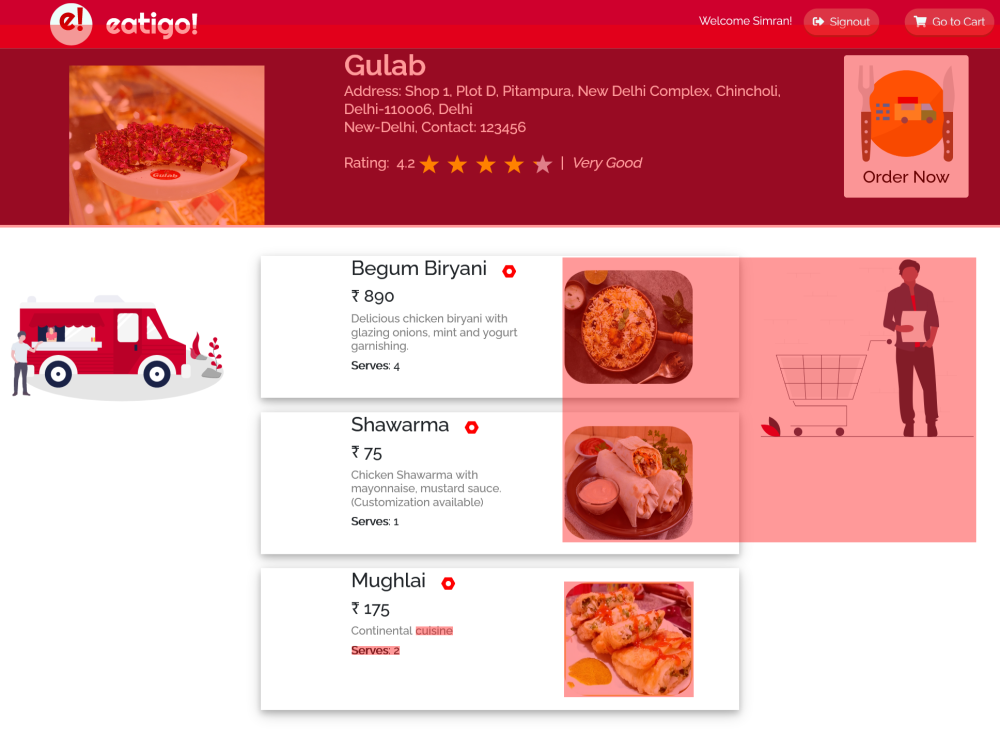 e! eatigo!
Welcome Simran!
Signout
Go to Cart
Gulab
Address: Shop 1, Plot D, Pitampura, New Delhi Complex, Chincholi,
Delhi-110006, Delhi
New-Delhi, Contact: 123456
Rating: 4.2 | Very Good
Gulab
Order Now
Begum Biryani
₹ 890
Delicious chicken biryani with
glazing onions, mint and yogurt
garnishing.
Serves: 4
Shawarma
₹ 75
Chicken Shawarma with
mayonnaise, mustard sauce.
(Customization available)
Serves: 1
Mughlai
₹ 175
Continental cuisine
Serves: 2